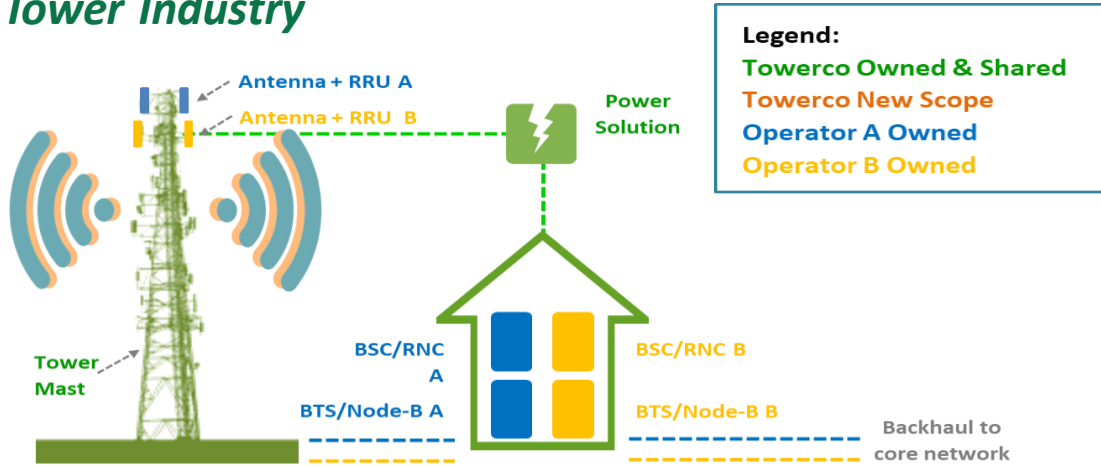 Tower Industry
Legend:
Towerco Owned & Shared
Towerco New Scope
Operator A Owned
Operator B Owned
Antenna + RRU A
Antenna + RRU B
Power
Solution
Tower
Mast
BSC/RNC
A
BTS/Node-B A
BSC/RNC B
BTS/Node-B B
Backhaul to
core network